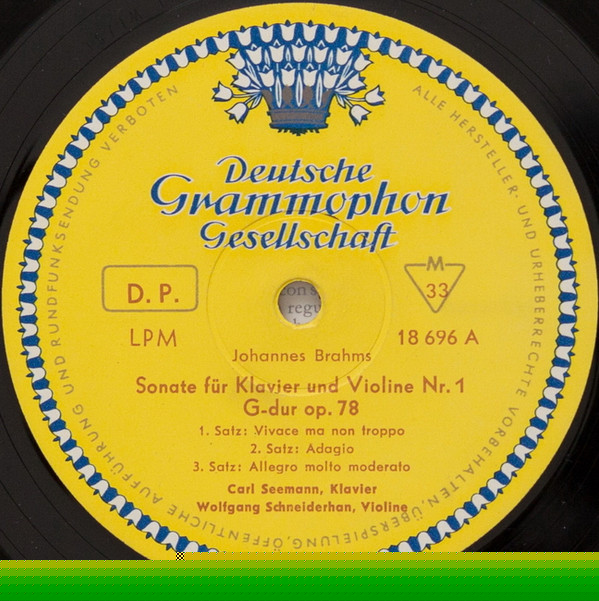 Deutsche
Grammophon
Gesellschaft
D. P.
M
33
LPM
18 696 A
Johannes Brahms
Sonate für Klavier und Violine Nr. 1
G-dur op. 78
1. Satz: Vivace ma non troppo
2. Satz: Adagio
3. Satz: Allegro molto moderato
Carl Seemann, Klavier
Wolfgang Schneiderhan, Violine
ALLE HERSTELLER- UND URHEBERRECHTE VORBEHALTEN, ÜBERSPIELUNG, ÖFFENTLICHE AUFFÜHRUNG UND RUNDFUNKSENDUNG VERBOTEN